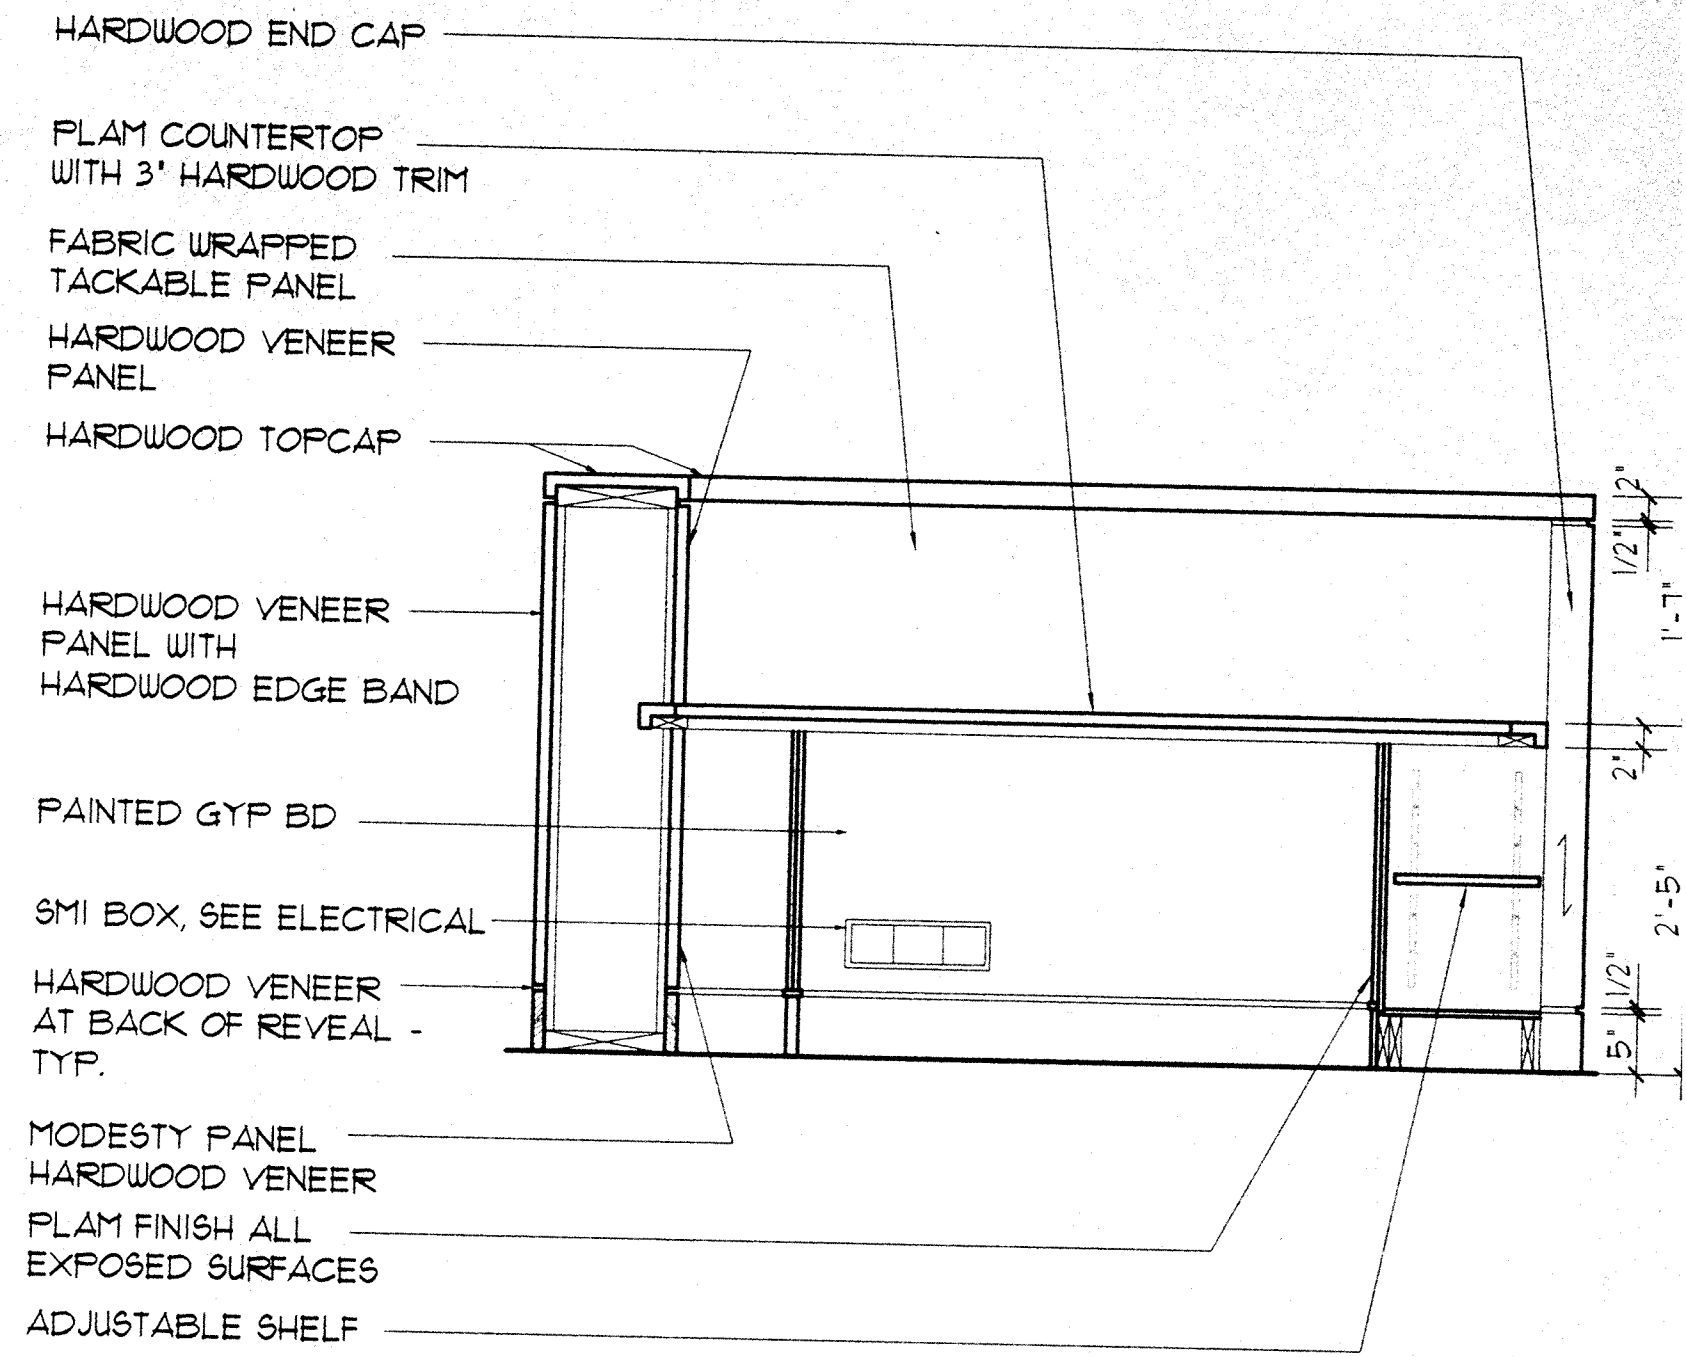 HARDWOOD END CAP
PLAM COUNTERTOP
WITH 3" HARDWOOD TRIM
FABRIC WRAPPED
TACKABLE PANEL
HARDWOOD VENEER
PANEL
HARDWOOD TOPCAP
HARDWOOD VENEER
PANEL WITH
HARDWOOD EDGE BAND
PAINTED GYP BD
SMI BOX, SEE ELECTRICAL
HARDWOOD VENEER
AT BACK OF REVEAL -
TYP.
MODESTY PANEL
HARDWOOD VENEER
PLAM FINISH ALL
EXPOSED SURFACES
ADJUSTABLE SHELF
2"
1/2"
1'-7"
2"
2'-5"
1/2"
5"